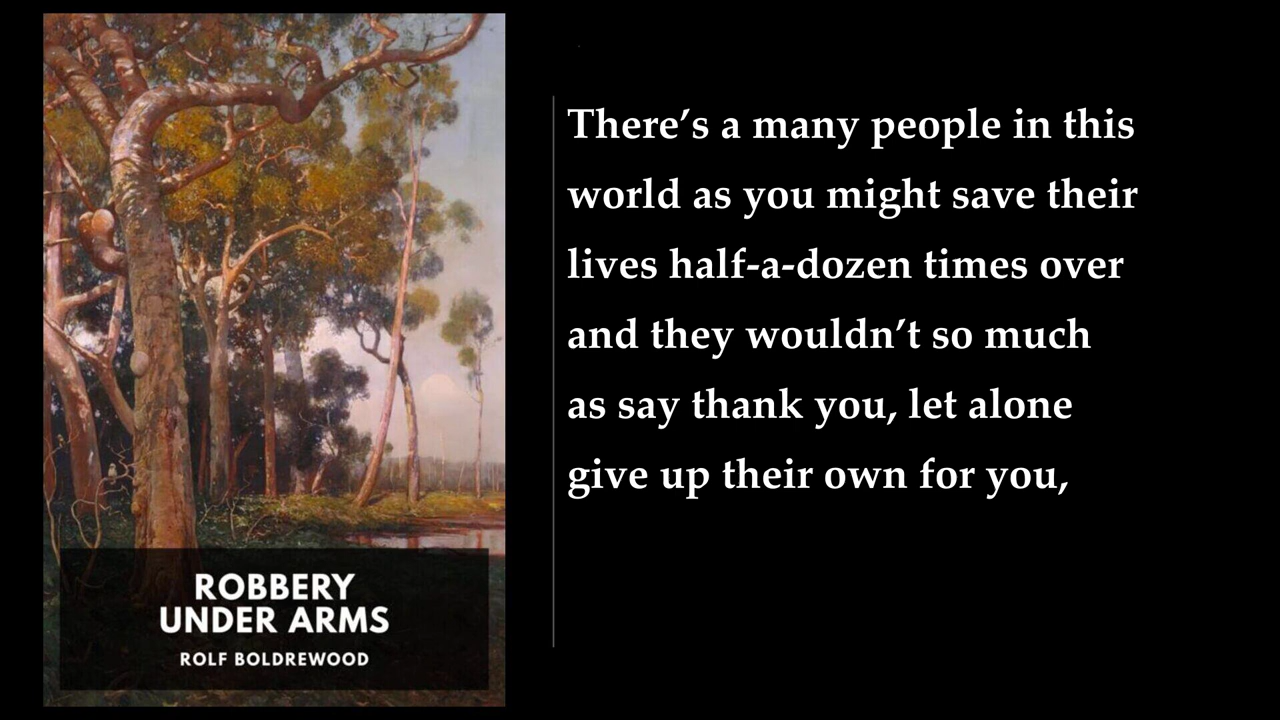 There’s a many people in this
world as you might save their
lives half-a-dozen times over
and they wouldn’t so much
as say thank you, let alone
give up their own for you,
ROBBERY
UNDER ARMS
ROLF BOLDREWOOD